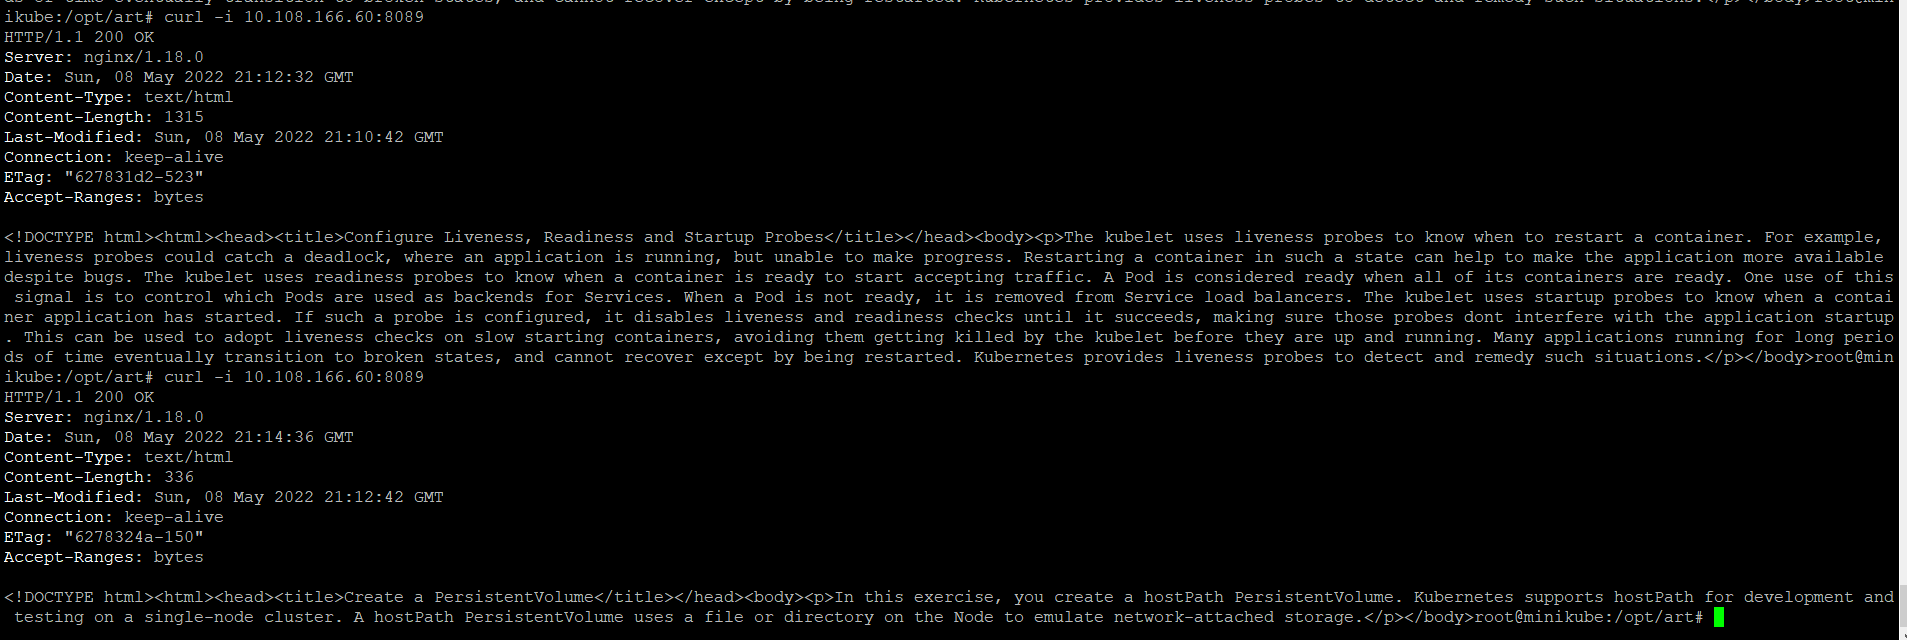 ikube:/opt/art# curl -i 10.108.166.60:8089
HTTP/1.1 200 OK
Server: nginx/1.18.0
Date: Sun, 08 May 2022 21:12:32 GMT
Content-Type: text/html
Content-Length: 1315
Last-Modified: Sun, 08 May 2022 21:10:42 GMT
Connection: keep-alive
ETag: "627831d2-523"
Accept-Ranges: bytes

<!DOCTYPE html><html><head><title>Configure Liveness, Readiness and Startup Probes</title></head><body><p>The kubelet uses liveness probes to know when to restart a container. For example,
liveness probes could catch a deadlock, where an application is running, but unable to make progress. Restarting a container in such a state can help to make the application more available
despite bugs. The kubelet uses readiness probes to know when a container is ready to start accepting traffic. A Pod is considered ready when all of its containers are ready. One use of this
 signal is to control which Pods are used as backends for Services. When a Pod is not ready, it is removed from Service load balancers. The kubelet uses startup probes to know when a contai
ner application has started. If such a probe is configured, it disables liveness and readiness checks until it succeeds, making sure those probes dont interfere with the application startup
. This can be used to adopt liveness checks on slow starting containers, avoiding them getting killed by the kubelet before they are up and running. Many applications running for long perio
ds of time eventually transition to broken states, and cannot recover except by being restarted. Kubernetes provides liveness probes to detect and remedy such situations.</p></body>root@min
ikube:/opt/art# curl -i 10.108.166.60:8089
HTTP/1.1 200 OK
Server: nginx/1.18.0
Date: Sun, 08 May 2022 21:14:36 GMT
Content-Type: text/html
Content-Length: 336
Last-Modified: Sun, 08 May 2022 21:12:42 GMT
Connection: keep-alive
ETag: "6278324a-150"
Accept-Ranges: bytes

<!DOCTYPE html><html><head><title>Create a PersistentVolume</title></head><body><p>In this exercise, you create a hostPath PersistentVolume. Kubernetes supports hostPath for development and
 testing on a single-node cluster. A hostPath PersistentVolume uses a file or directory on the Node to emulate network-attached storage.</p></body>root@minikube:/opt/art#